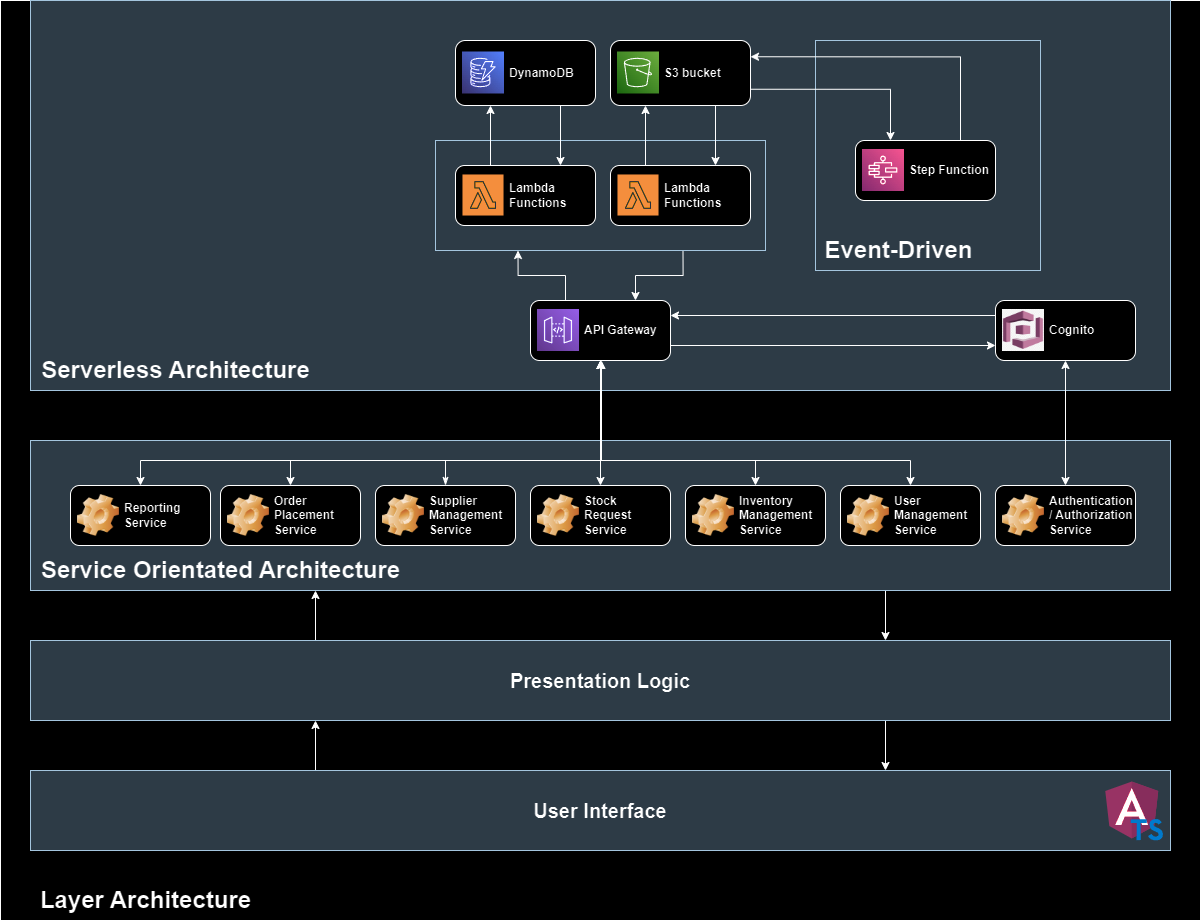 DynamoDB
S3 bucket
Step Function
Lambda
Functions
Lambda
Functions
Event-Driven
API Gateway
Cognito
Serverless Architecture
Reporting
Service
Order
Placement
Service
Supplier
Management
Service
Stock
Request
Service
Inventory
Management
Service
User
Management
Service
Authentication
/ Authorization
Service
Service Orientated Architecture
Presentation Logic
User Interface
A
TS
Layer Architecture